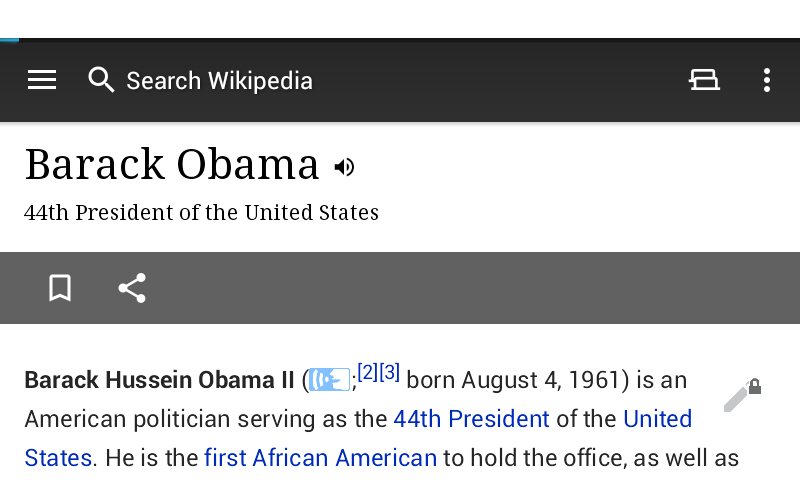 Search Wikipedia
Barack Obama
44th President of the United States
Barack Hussein Obama II (;[2][3] born August 4, 1961) is an
American politician serving as the 44th President of the United
States. He is the first African American to hold the office, as well as